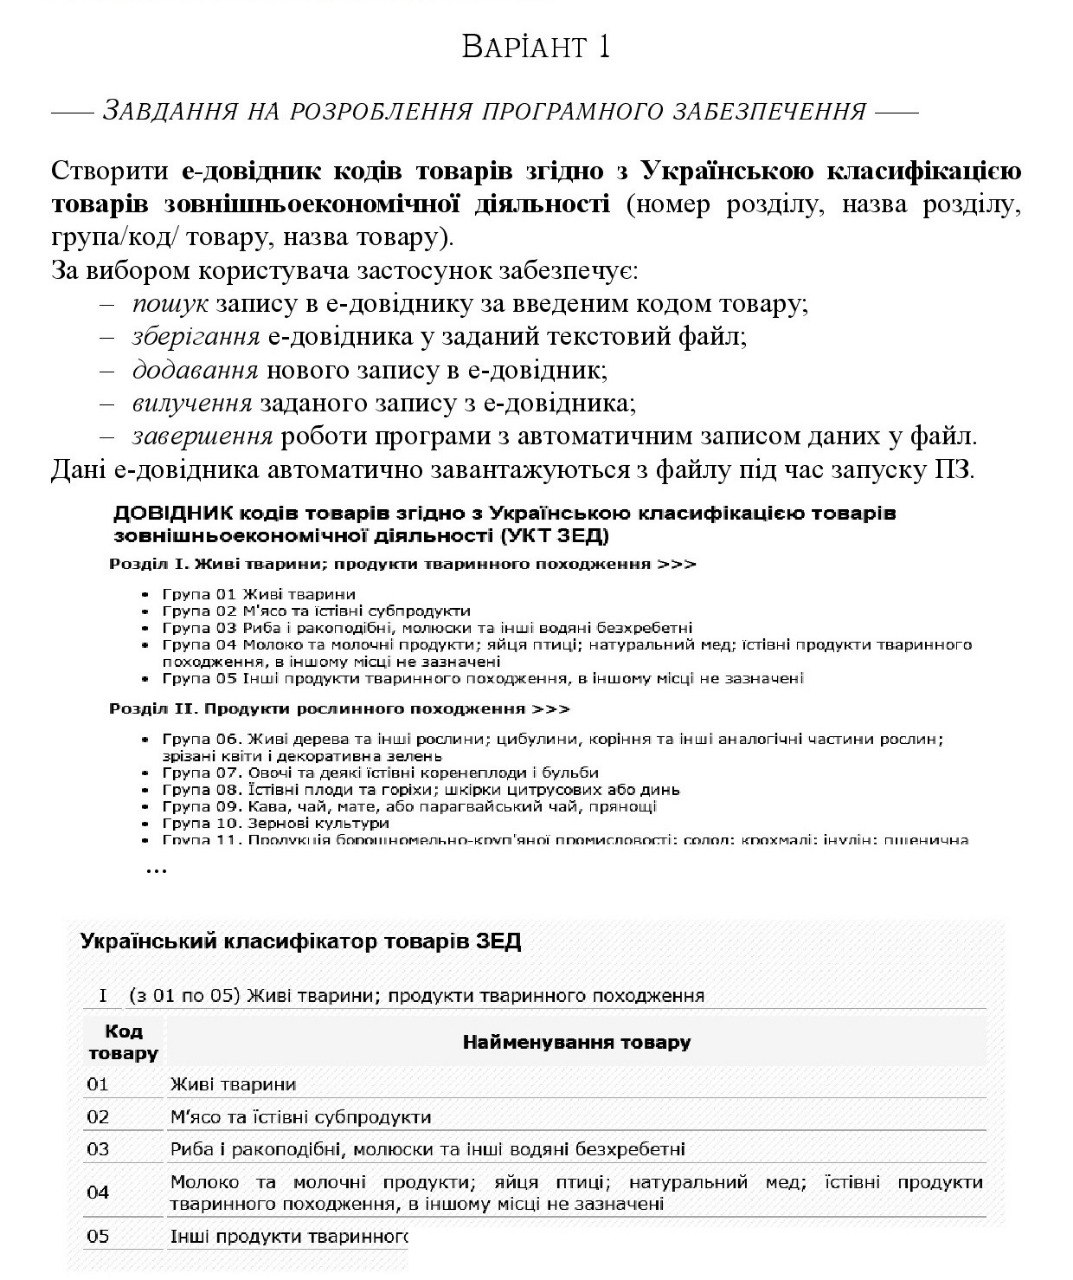 ВАРІАНТ 1
ЗАВДАННЯ НА РОЗРОБЛЕННЯ ПРОГРАМНОГО ЗАБЕЗПЕЧЕННЯ
Створити е-довідник кодів товарів згідно з Українською класифікацією
товарів зовнішньоекономічної діяльності (номер розділу, назва розділу,
група/код/ товару, назва товару).
За вибором користувача застосунок забезпечує:
– пошук запису в е-довіднику за введеним кодом товару;
– зберігання е-довідника у заданий текстовий файл;
– додавання нового запису в е-довідник;
– вилучення заданого запису з е-довідника;
– завершення роботи програми з автоматичним записом даних у файл.
Дані е-довідника автоматично завантажуються з файлу під час запуску ПЗ.
ДОВІДНИК кодів товарів згідно з Українською класифікацією товарів
зовнішньоекономічної діяльності (УКТ ЗЕД)
Розділ I. Живі тварини; продукти тваринного походження >>>
• Група 01 Живі тварини
• Група 02 М'ясо та їстівні субпродукти
• Група 03 Риба і ракоподібні, молюски та інші водяні безхребетні
• Група 04 Молоко та молочні продукти; яйця птиці; натуральний мед; їстівні продукти тваринного
походження, в іншому місці не зазначені
• Група 05 Інші продукти тваринного походження, в іншому місці не зазначені
Розділ II. Продукти рослинного походження >>>
• Група 06. Живі дерева та інші рослини; цибулини, коріння та інші аналогічні частини рослин;
зрізані квіти і декоративна зелень
• Група 07. Овочі та деякі їстівні коренеплоди і бульби
• Група 08. Їстівні плоди та горіхи; шкірки цитрусових або динь
• Група 09. Кава, чай, мате, або парагвайський чай, прянощі
• Група 10. Зернові культури
• Група 11. Продукція борошномельно-круп'яної промисловості; солод; крохмалі; інулін; пшенична
...
Український класифікатор товарів ЗЕД
I (з 01 по 05) Живі тварини; продукти тваринного походження
Код товару Найменування товару
01 Живі тварини
02 М’ясо та їстівні субпродукти
03 Риба і ракоподібні, молюски та інші водяні безхребетні
04 Молоко та молочні продукти; яйця птиці; натуральний мед; їстівні продукти
тваринного походження, в іншому місці не зазначені
05 Інші продукти тваринног